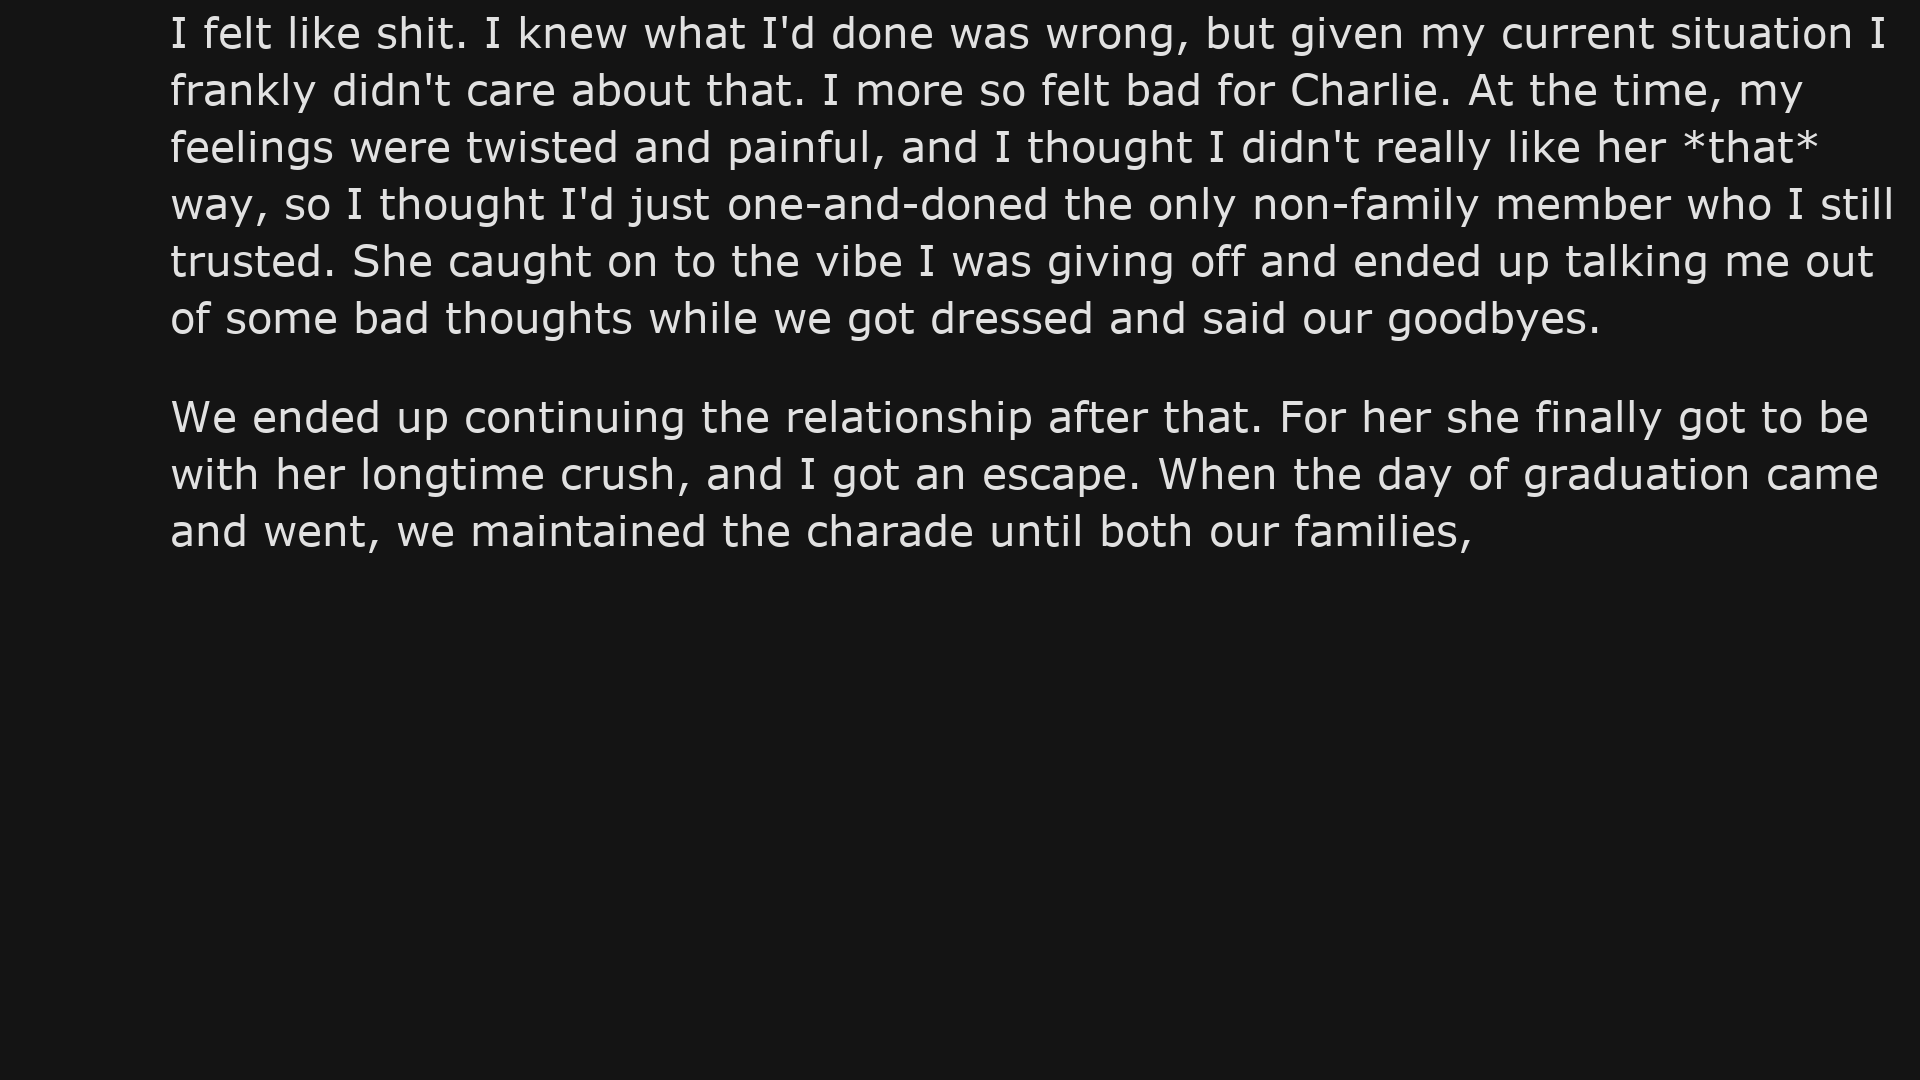 I felt like shit. I knew what I'd done was wrong, but given my current situation I
frankly didn't care about that. I more so felt bad for Charlie. At the time, my
feelings were twisted and painful, and I thought I didn't really like her *that*
way, so I thought I'd just one-and-doned the only non-family member who I still
trusted. She caught on to the vibe I was giving off and ended up talking me out
of some bad thoughts while we got dressed and said our goodbyes.
We ended up continuing the relationship after that. For her she finally got to be
with her longtime crush, and I got an escape. When the day of graduation came
and went, we maintained the charade until both our families,